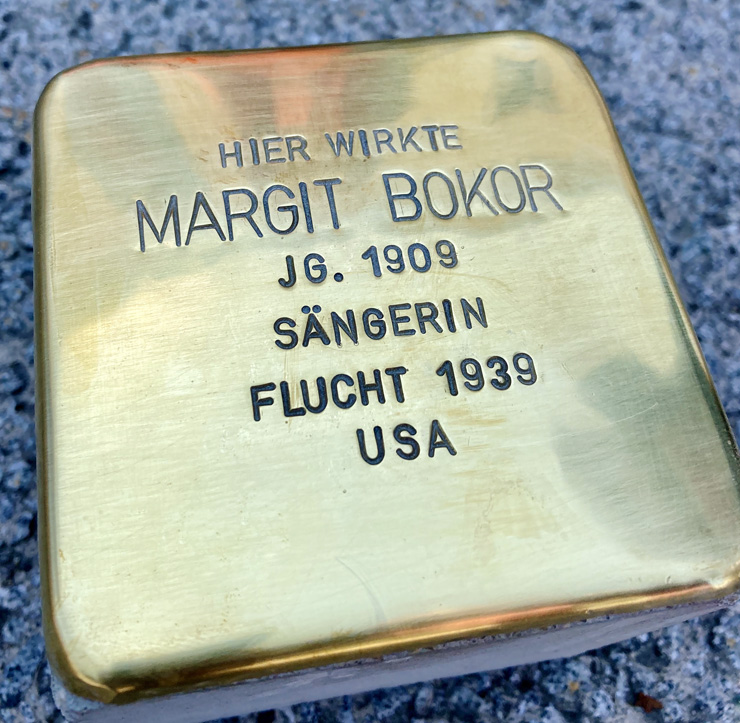 HIER WIRKTE
MARGIT BOKOR
JG. 1909
SÄNGERIN
FLUCHT 1939
USA